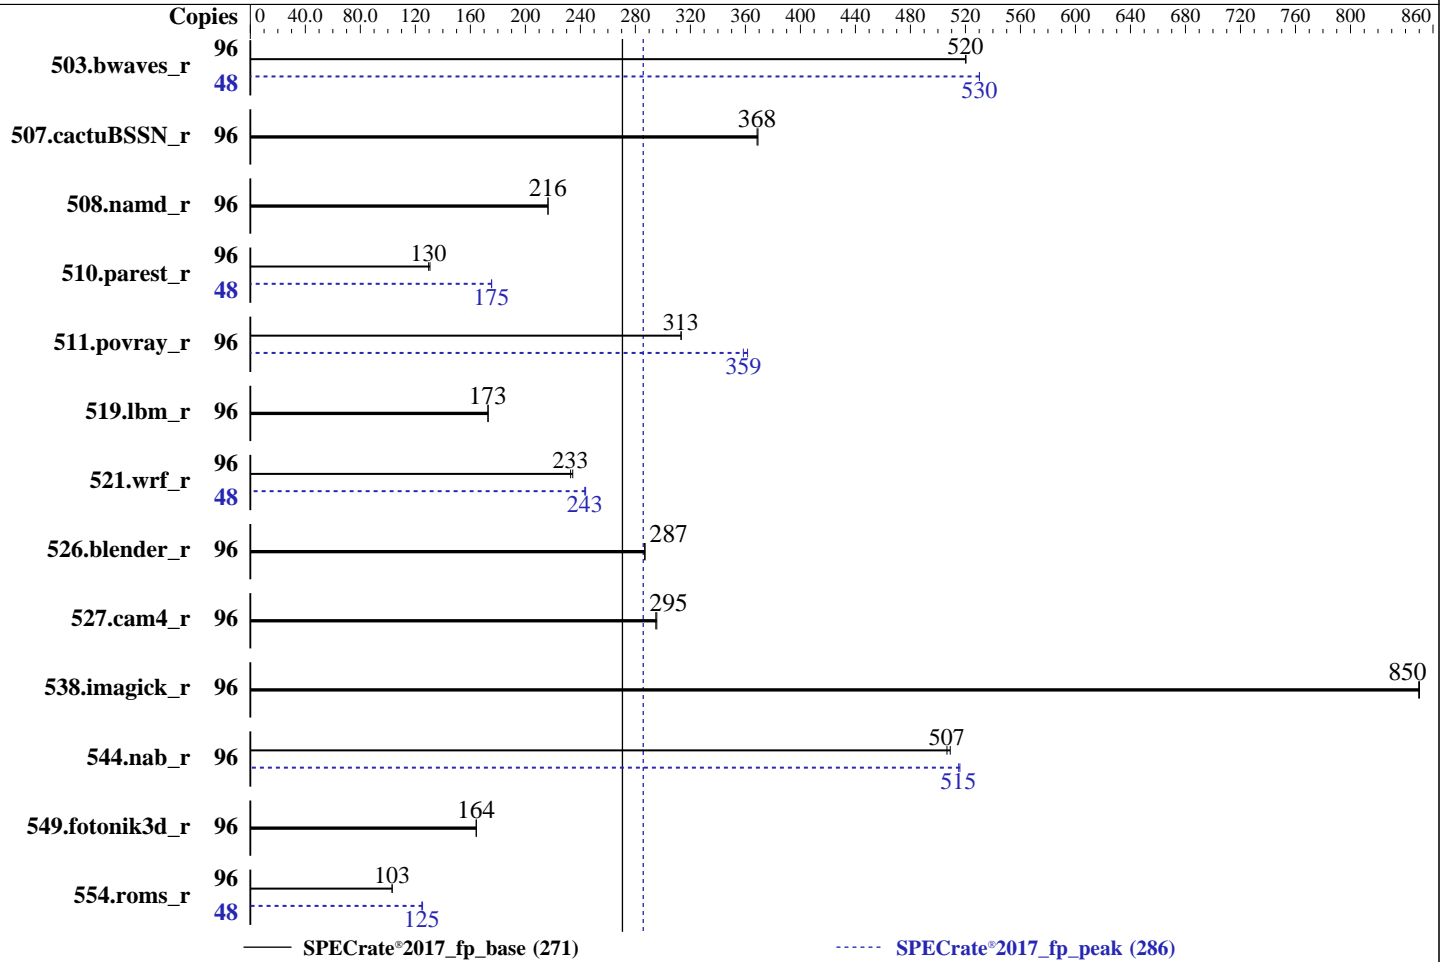 Copies 0 40.0 80.0 120 160 200 240 280 320 360 400 440 480 520 560 600 640 680 720 760 800 860
503.bwaves_r 96 520
48 530
507.cactuBSSN_r 96 368
508.namd_r 96 216
510.parest_r 96 130
48 175
511.povray_r 96 313
359
519.lbm_r 96 173
521.wrf_r 96 233
48 243
526.blender_r 96 287
527.cam4_r 96 295
538.imagick_r 96 850
544.nab_r 96 507
515
549.fotonik3d_r 96 164
554.roms_r 96 103
48 125
SPECrate®2017_fp_base (271) SPECrate®2017_fp_peak (286)